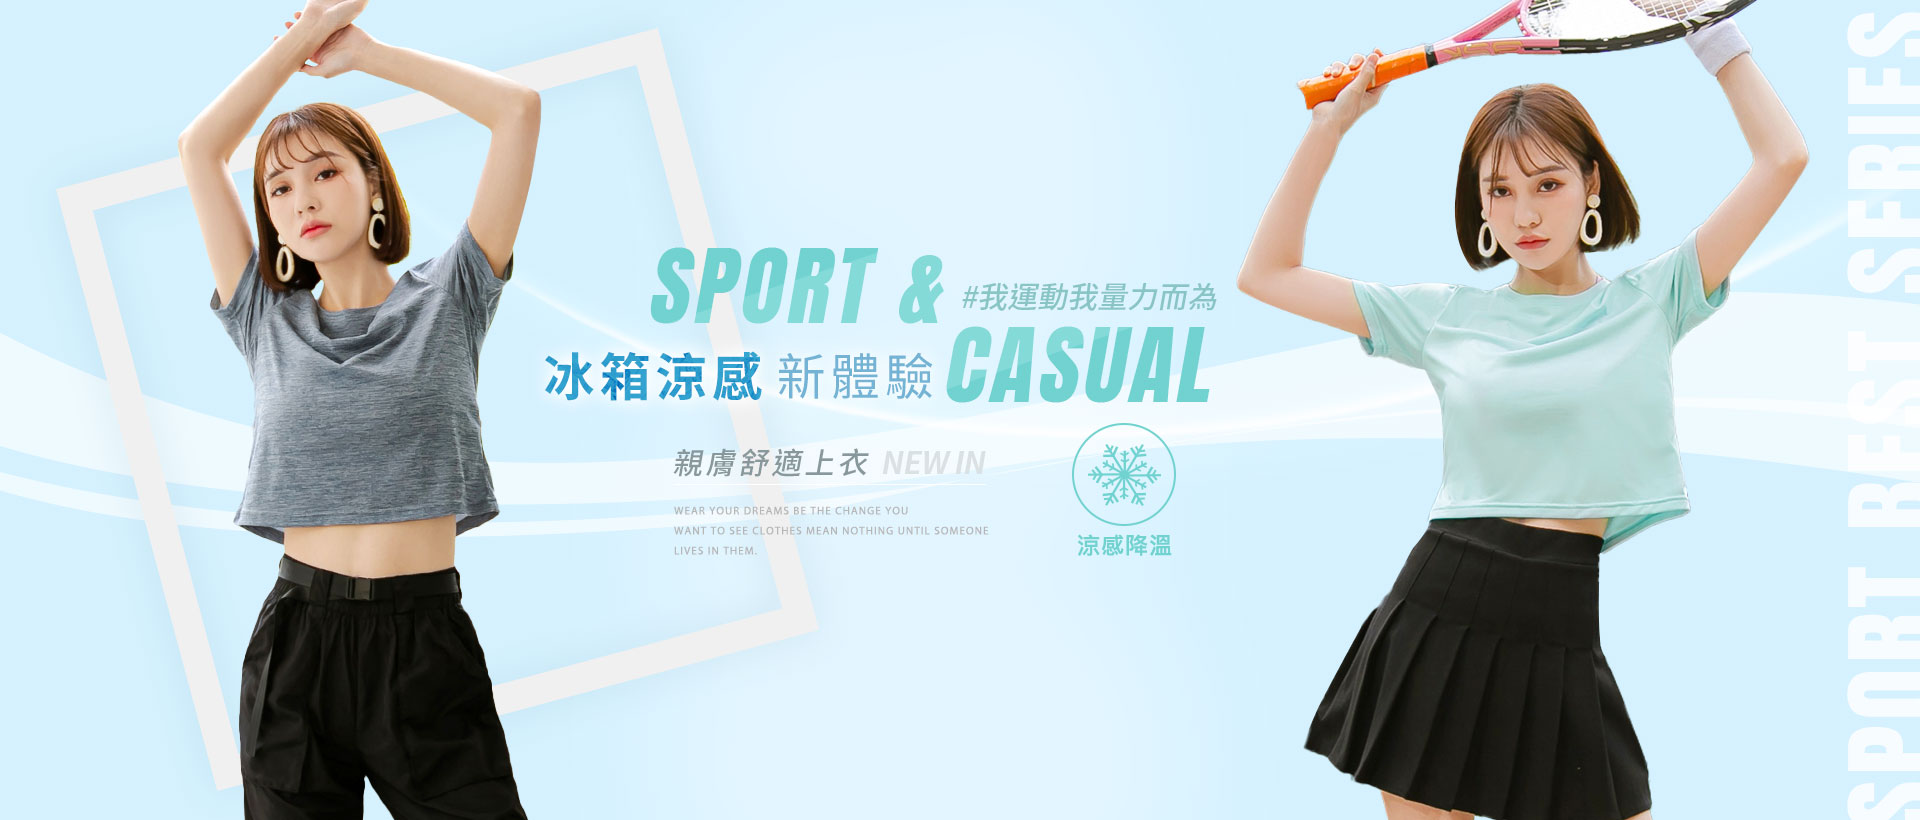 SPORT &
#我運動我量力而為
冰箱涼感 新體驗 CASUAL
親膚舒適上衣 NEW IN
WEAR YOUR DREAMS BE THE CHANGE YOU
WANT TO SEE CLOTHES MEAN NOTHING UNTIL SOMEONE
LIVES IN THEM.
涼感降溫
SPORT BEST SERIES